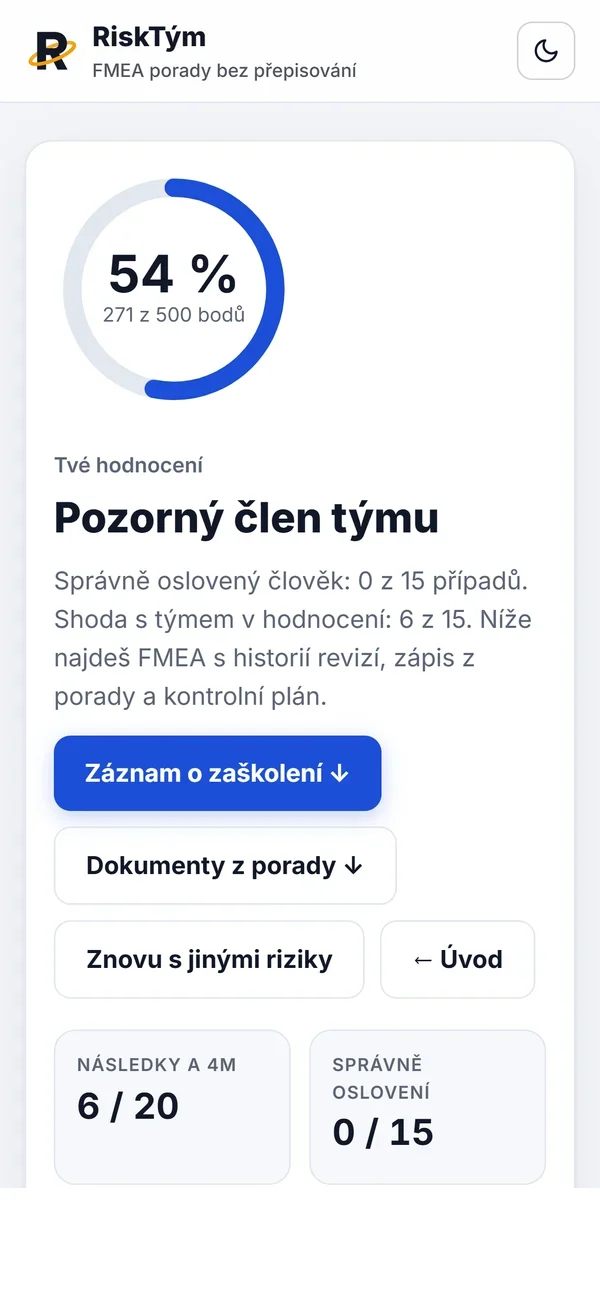 RiskTým
FMEA porady bez přepisování
54 %
271 z 500 bodů
Tvé hodnocení
Pozorný člen týmu
Správně oslovený člověk: 0 z 15 případů.
Shoda s týmem v hodnocení: 6 z 15. Níže
najdeš FMEA s historií revizí, zápis z
porady a kontrolní plán.
Záznam o zaškolení ↓
Dokumenty z porady ↓
Znovu s jinými riziky
← Úvod
NÁSLEDKY A 4M
6 / 20
SPRÁVNĚ
OSLOVENÍ
0 / 15